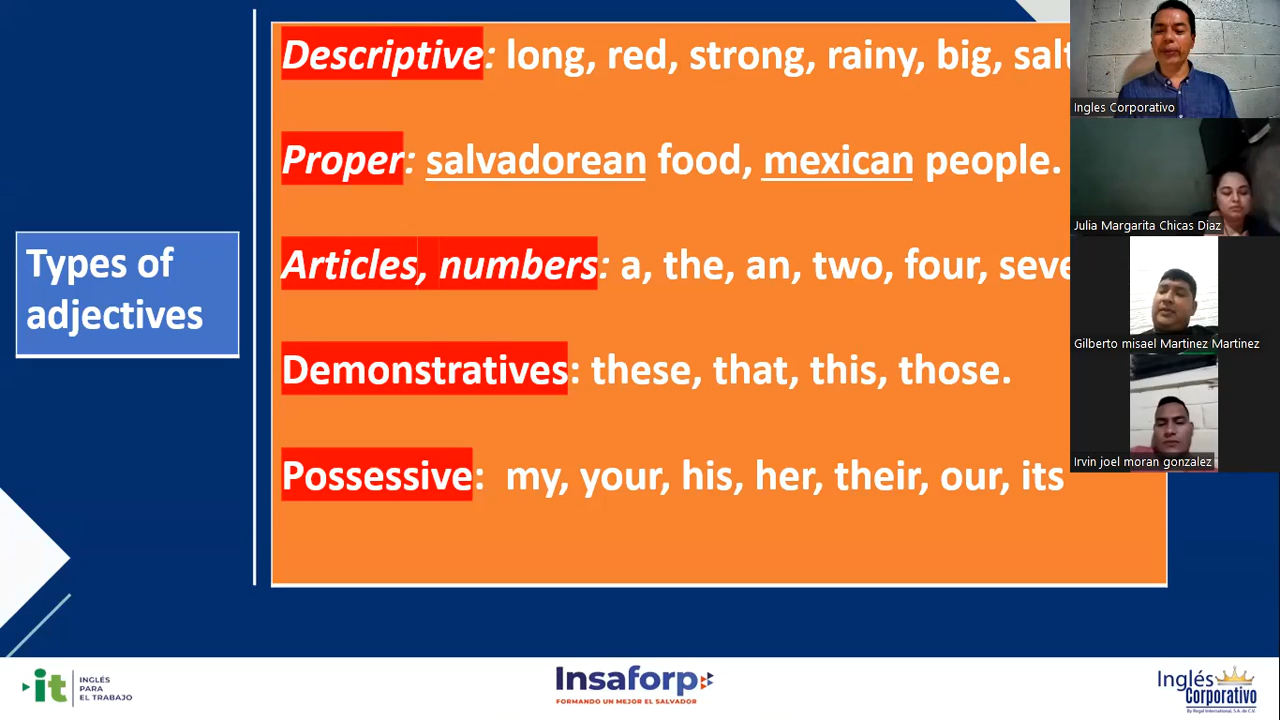 Types of
adjectives
Descriptive: long, red, strong, rainy, big,
Proper: salvadorean food, mexican people.
Articles, numbers: a, the, an, two, four,
Demonstratives: these, that, this, those.
Possessive: my, your, his, her, their, our, its
Ingles Corporativo
Julia Margarita Chicas Diaz
Gilberto misael Martinez Martinez
Irvin joel moran gonzalez
it INGLÉS
PARA
EL TRABAJO
Insaforp
FORMANDO UN MEJOR EL SALVADOR
Inglés
Corporativo
By Regal International, S.A. de C.V.